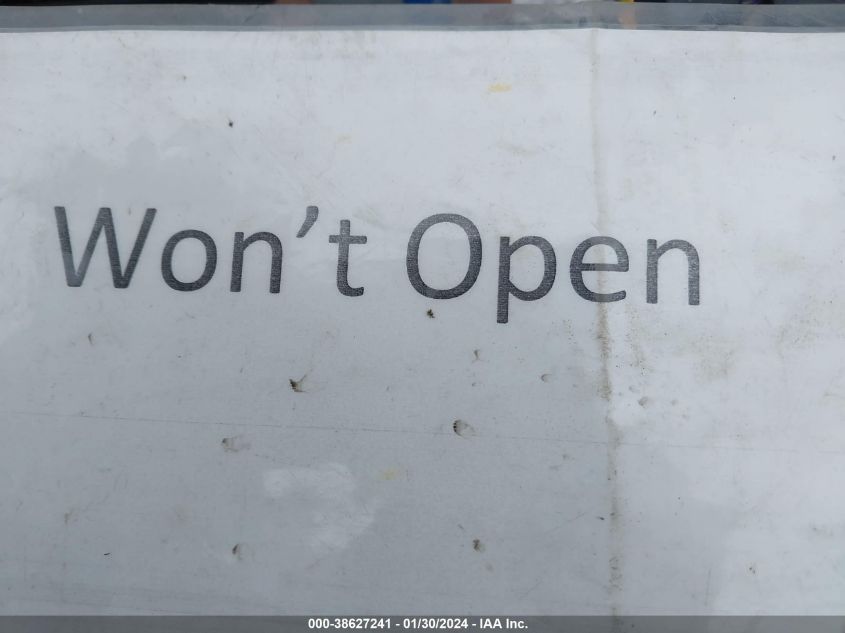 Won’t Open
000-38627241 - 01/30/2024 - IAA Inc.